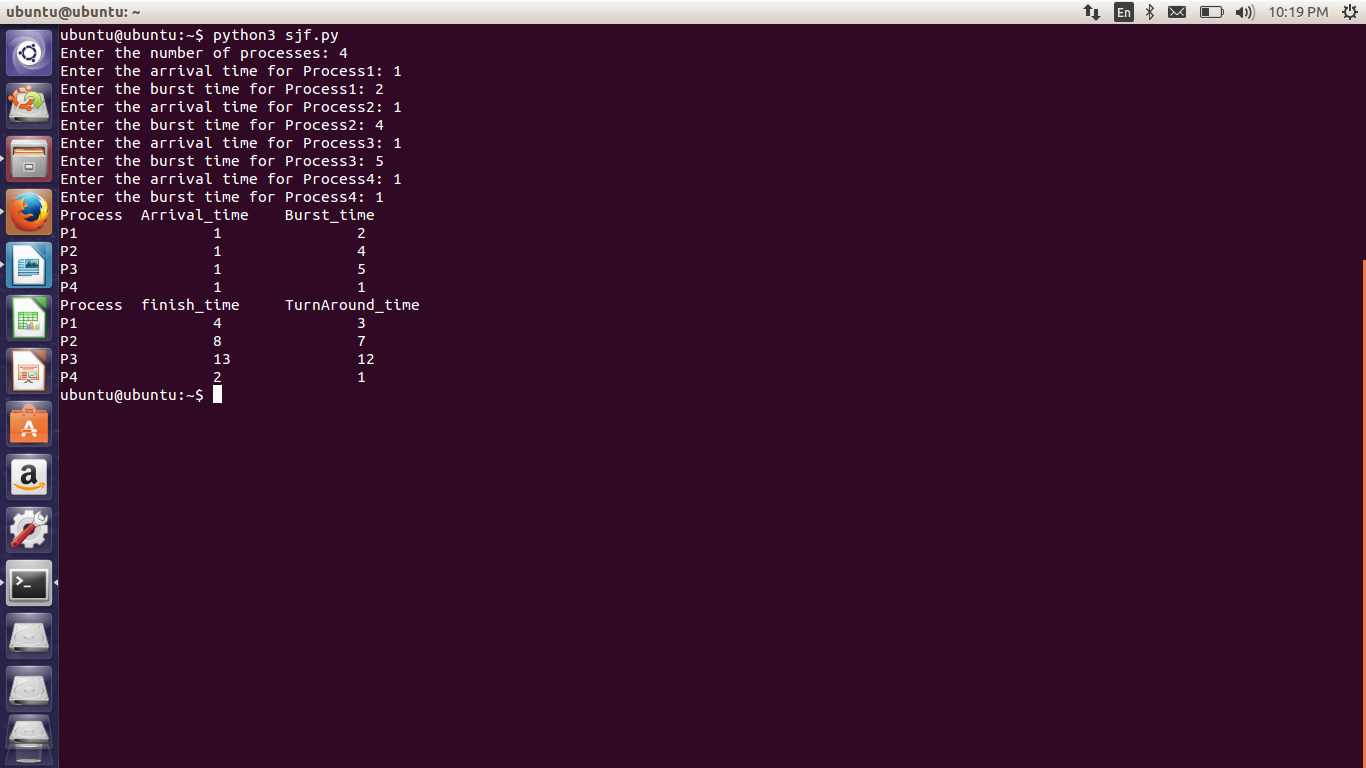 ubuntu@ubuntu: ~
En
10:19 PM
ubuntu@ubuntu:~$ python3 sjf.py
Enter the number of processes: 4
Enter the arrival time for Process1: 1
Enter the burst time for Process1: 2
Enter the arrival time for Process2: 1
Enter the burst time for Process2: 4
Enter the arrival time for Process3: 1
Enter the burst time for Process3: 5
Enter the arrival time for Process4: 1
Enter the burst time for Process4: 1
Process  Arrival_time    Burst_time
P1               1               2
P2               1               4
P3               1               5
P4               1               1
Process  finish_time     TurnAround_time
P1               4               3
P2               8               7
P3               13              12
P4               2               1
ubuntu@ubuntu:~$